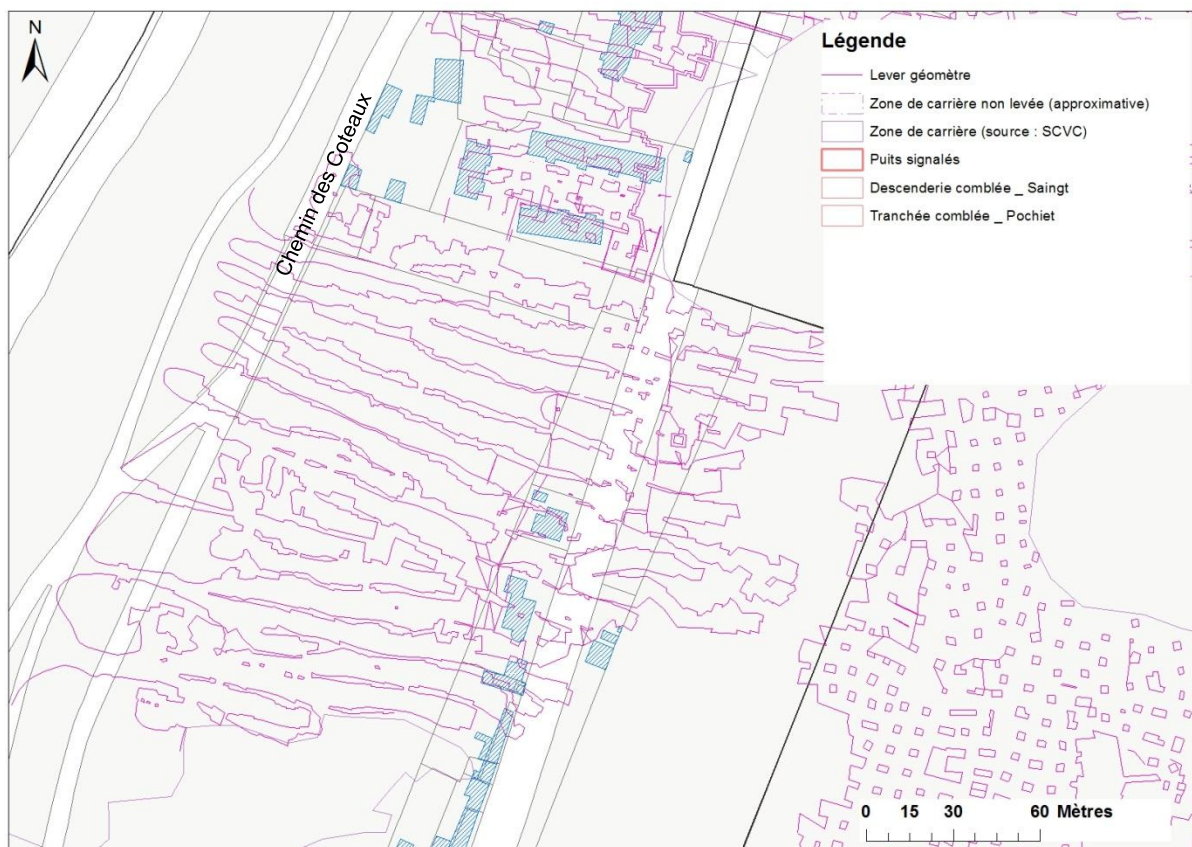 N
Chemin des Coteaux
Légende
Lever géomètre
Zone de carrière non levée (approximative)
Zone de carrière (source : SCVC)
Puits signalés
Descenderie comblée _ Saingt
Tranchée comblée _ Pochiet
0 15 30 60 Mètres